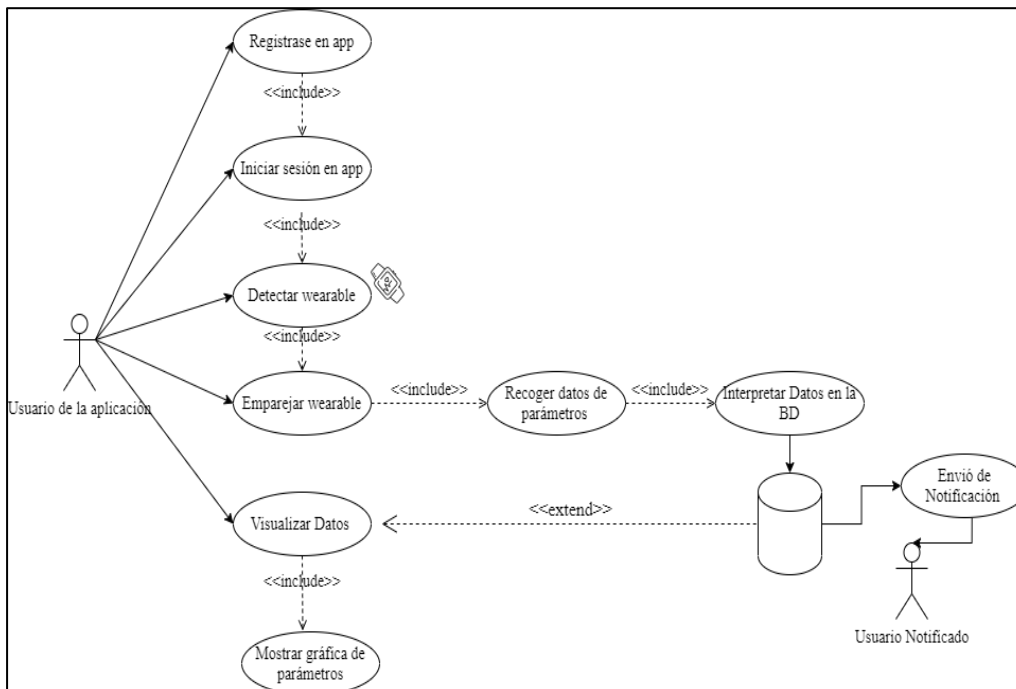 Registrase en app
<<include>>
Iniciar sesión en app
<<include>>
Detectar wearable
<<include>>
Usuario de la aplicación
Emparejar wearable
<<include>>
Recoger datos de
parámetros
<<include>>
Interpretar Datos en la
BD
Envió de
Notificación
<<extend>>
Visualizar Datos
<<include>>
Usuario Notificado
Mostrar gráfica de
parámetros